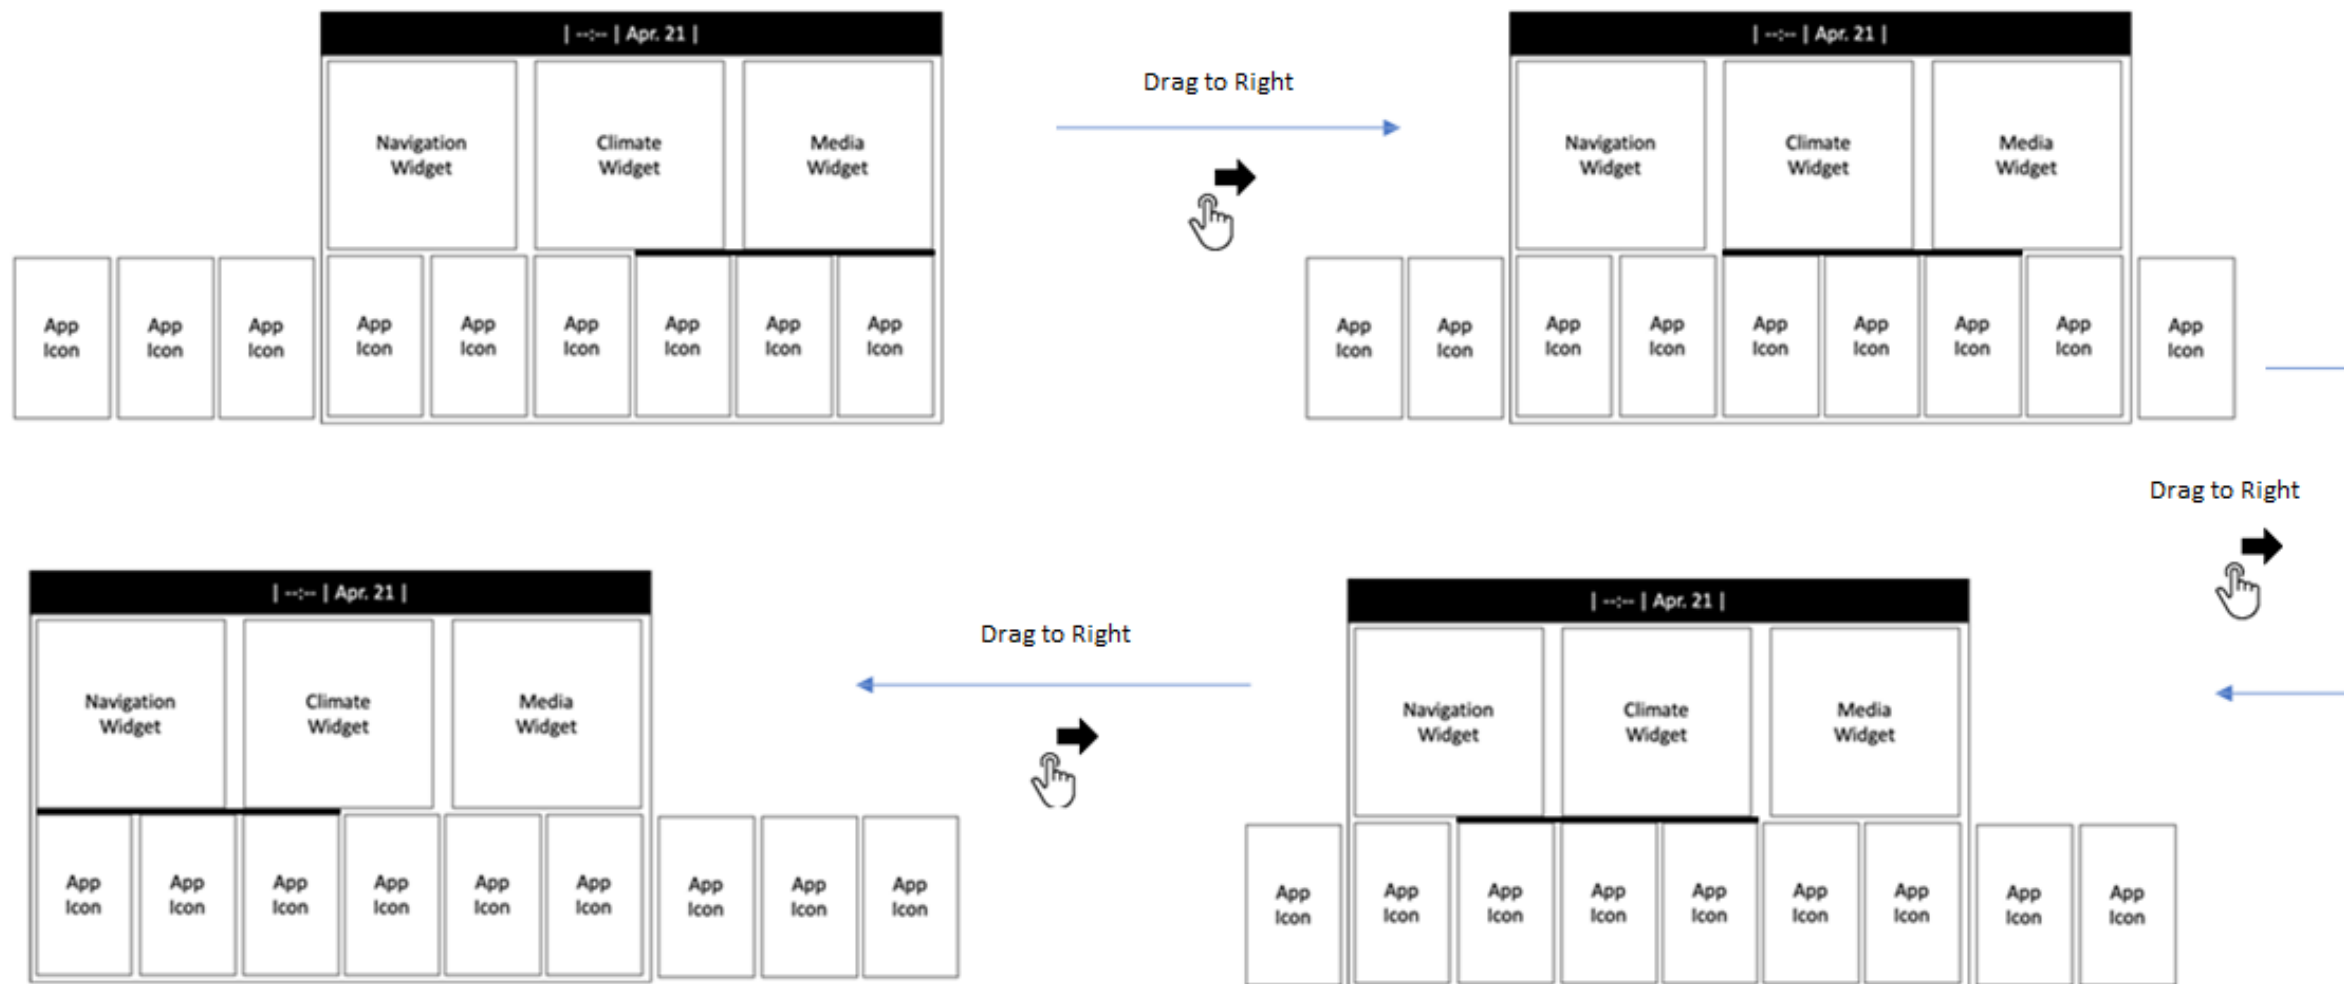 | --:-- | Apr. 21 |
Navigation
Widget
Climate
Widget
Media
Widget
App
Icon
App
Icon
App
Icon
App
Icon
App
Icon
App
Icon
App
Icon
App
Icon
App
Icon
Drag to Right
| --:-- | Apr. 21 |
Navigation
Widget
Climate
Widget
Media
Widget
App
Icon
App
Icon
App
Icon
App
Icon
App
Icon
App
Icon
App
Icon
App
Icon
App
Icon
Drag to Right
| --:-- | Apr. 21 |
Navigation
Widget
Climate
Widget
Media
Widget
App
Icon
App
Icon
App
Icon
App
Icon
App
Icon
App
Icon
App
Icon
App
Icon
App
Icon
Drag to Right
| --:-- | Apr. 21 |
Navigation
Widget
Climate
Widget
Media
Widget
App
Icon
App
Icon
App
Icon
App
Icon
App
Icon
App
Icon
App
Icon
App
Icon
App
Icon